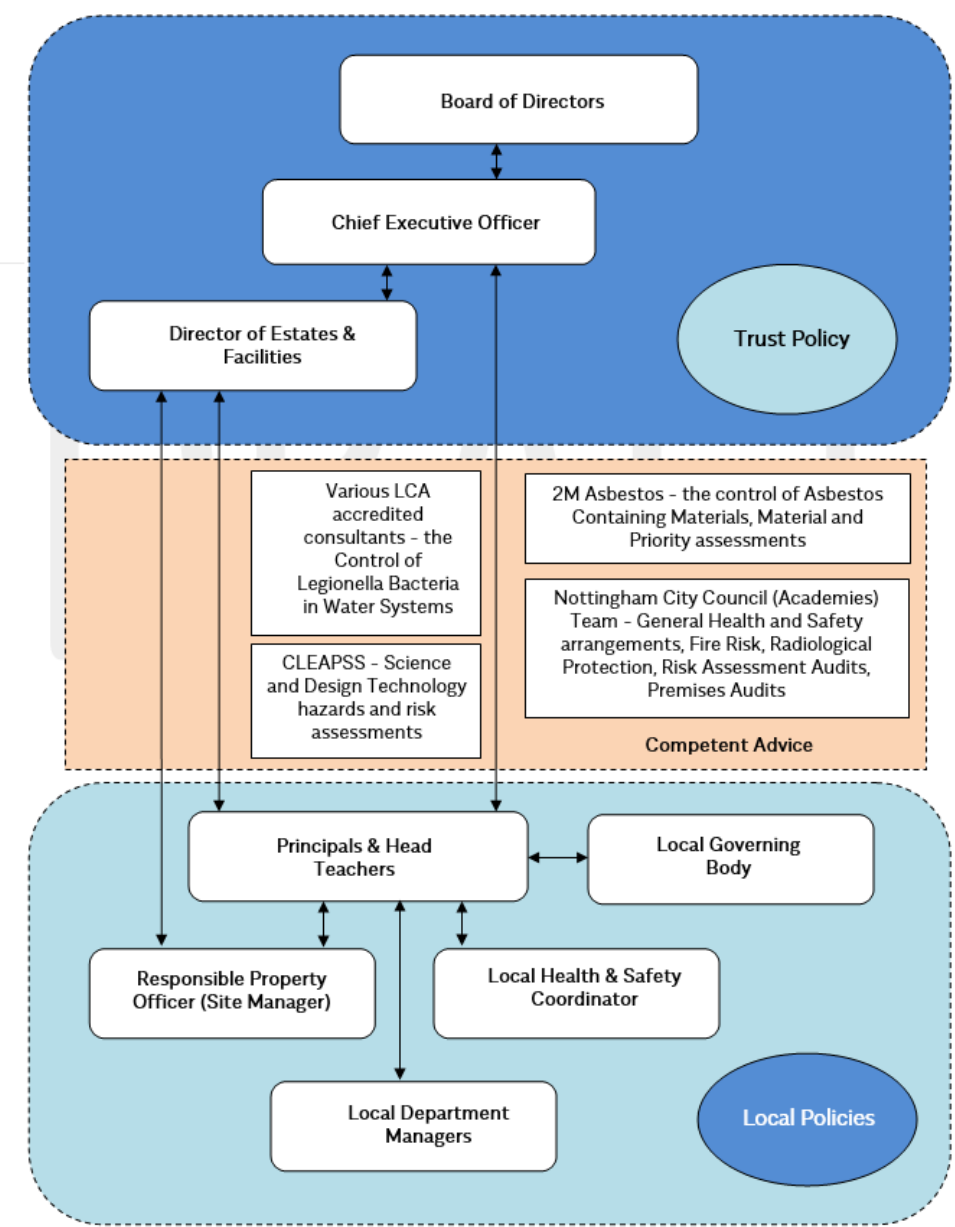 Board of Directors
Chief Executive Officer
Director of Estates &
Facilities
Trust Policy
Various LCA
accredited
consultants - the
Control of
Legionella Bacteria
in Water Systems
2M Asbestos - the control of Asbestos
Containing Materials, Material and
Priority assessments
CLEAPSS - Science
and Design Technology
hazards and risk
assessments
Nottingham City Council (Academies)
Team - General Health and Safety
arrangements, Fire Risk, Radiological
Protection, Risk Assessment Audits,
Premises Audits
Competent Advice
Principals & Head
Teachers
Local Governing
Body
Responsible Property
Officer (Site Manager)
Local Health & Safety
Coordinator
Local Department
Managers
Local Policies